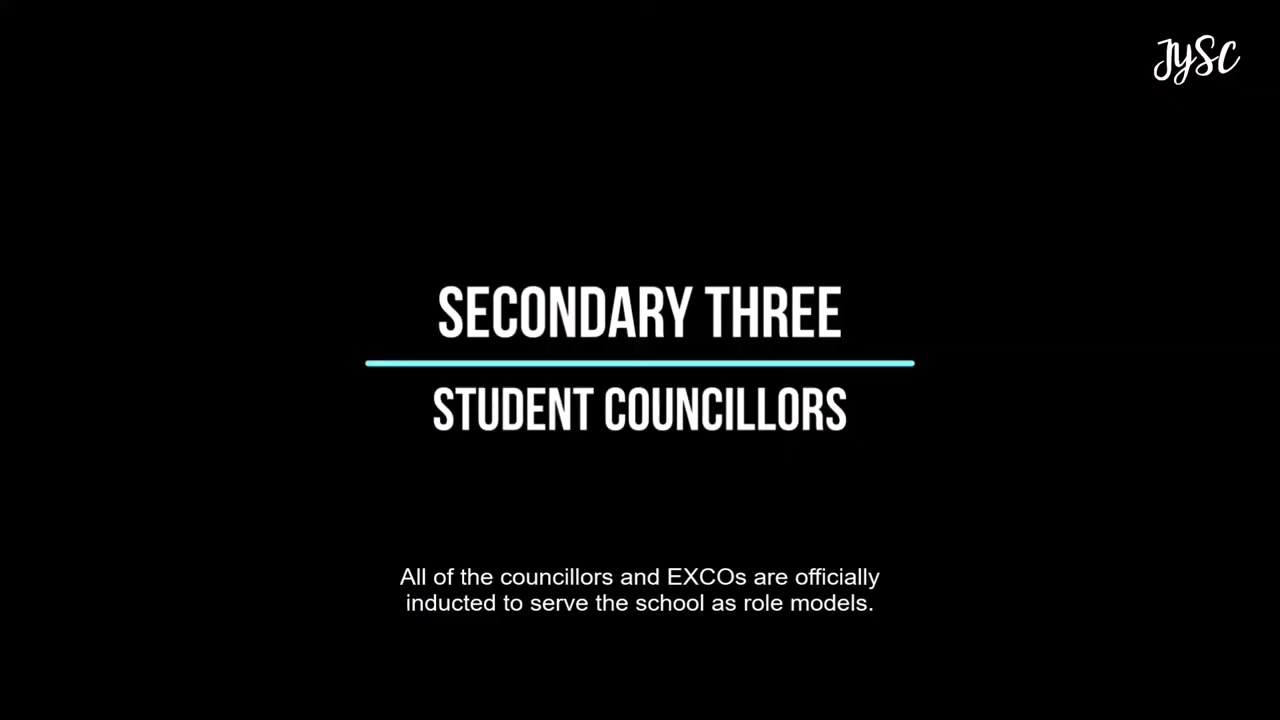 JYSC
SECONDARY THREE
STUDENT COUNCILLORS
All of the councillors and EXCOs are officially
inducted to serve the school as role models.